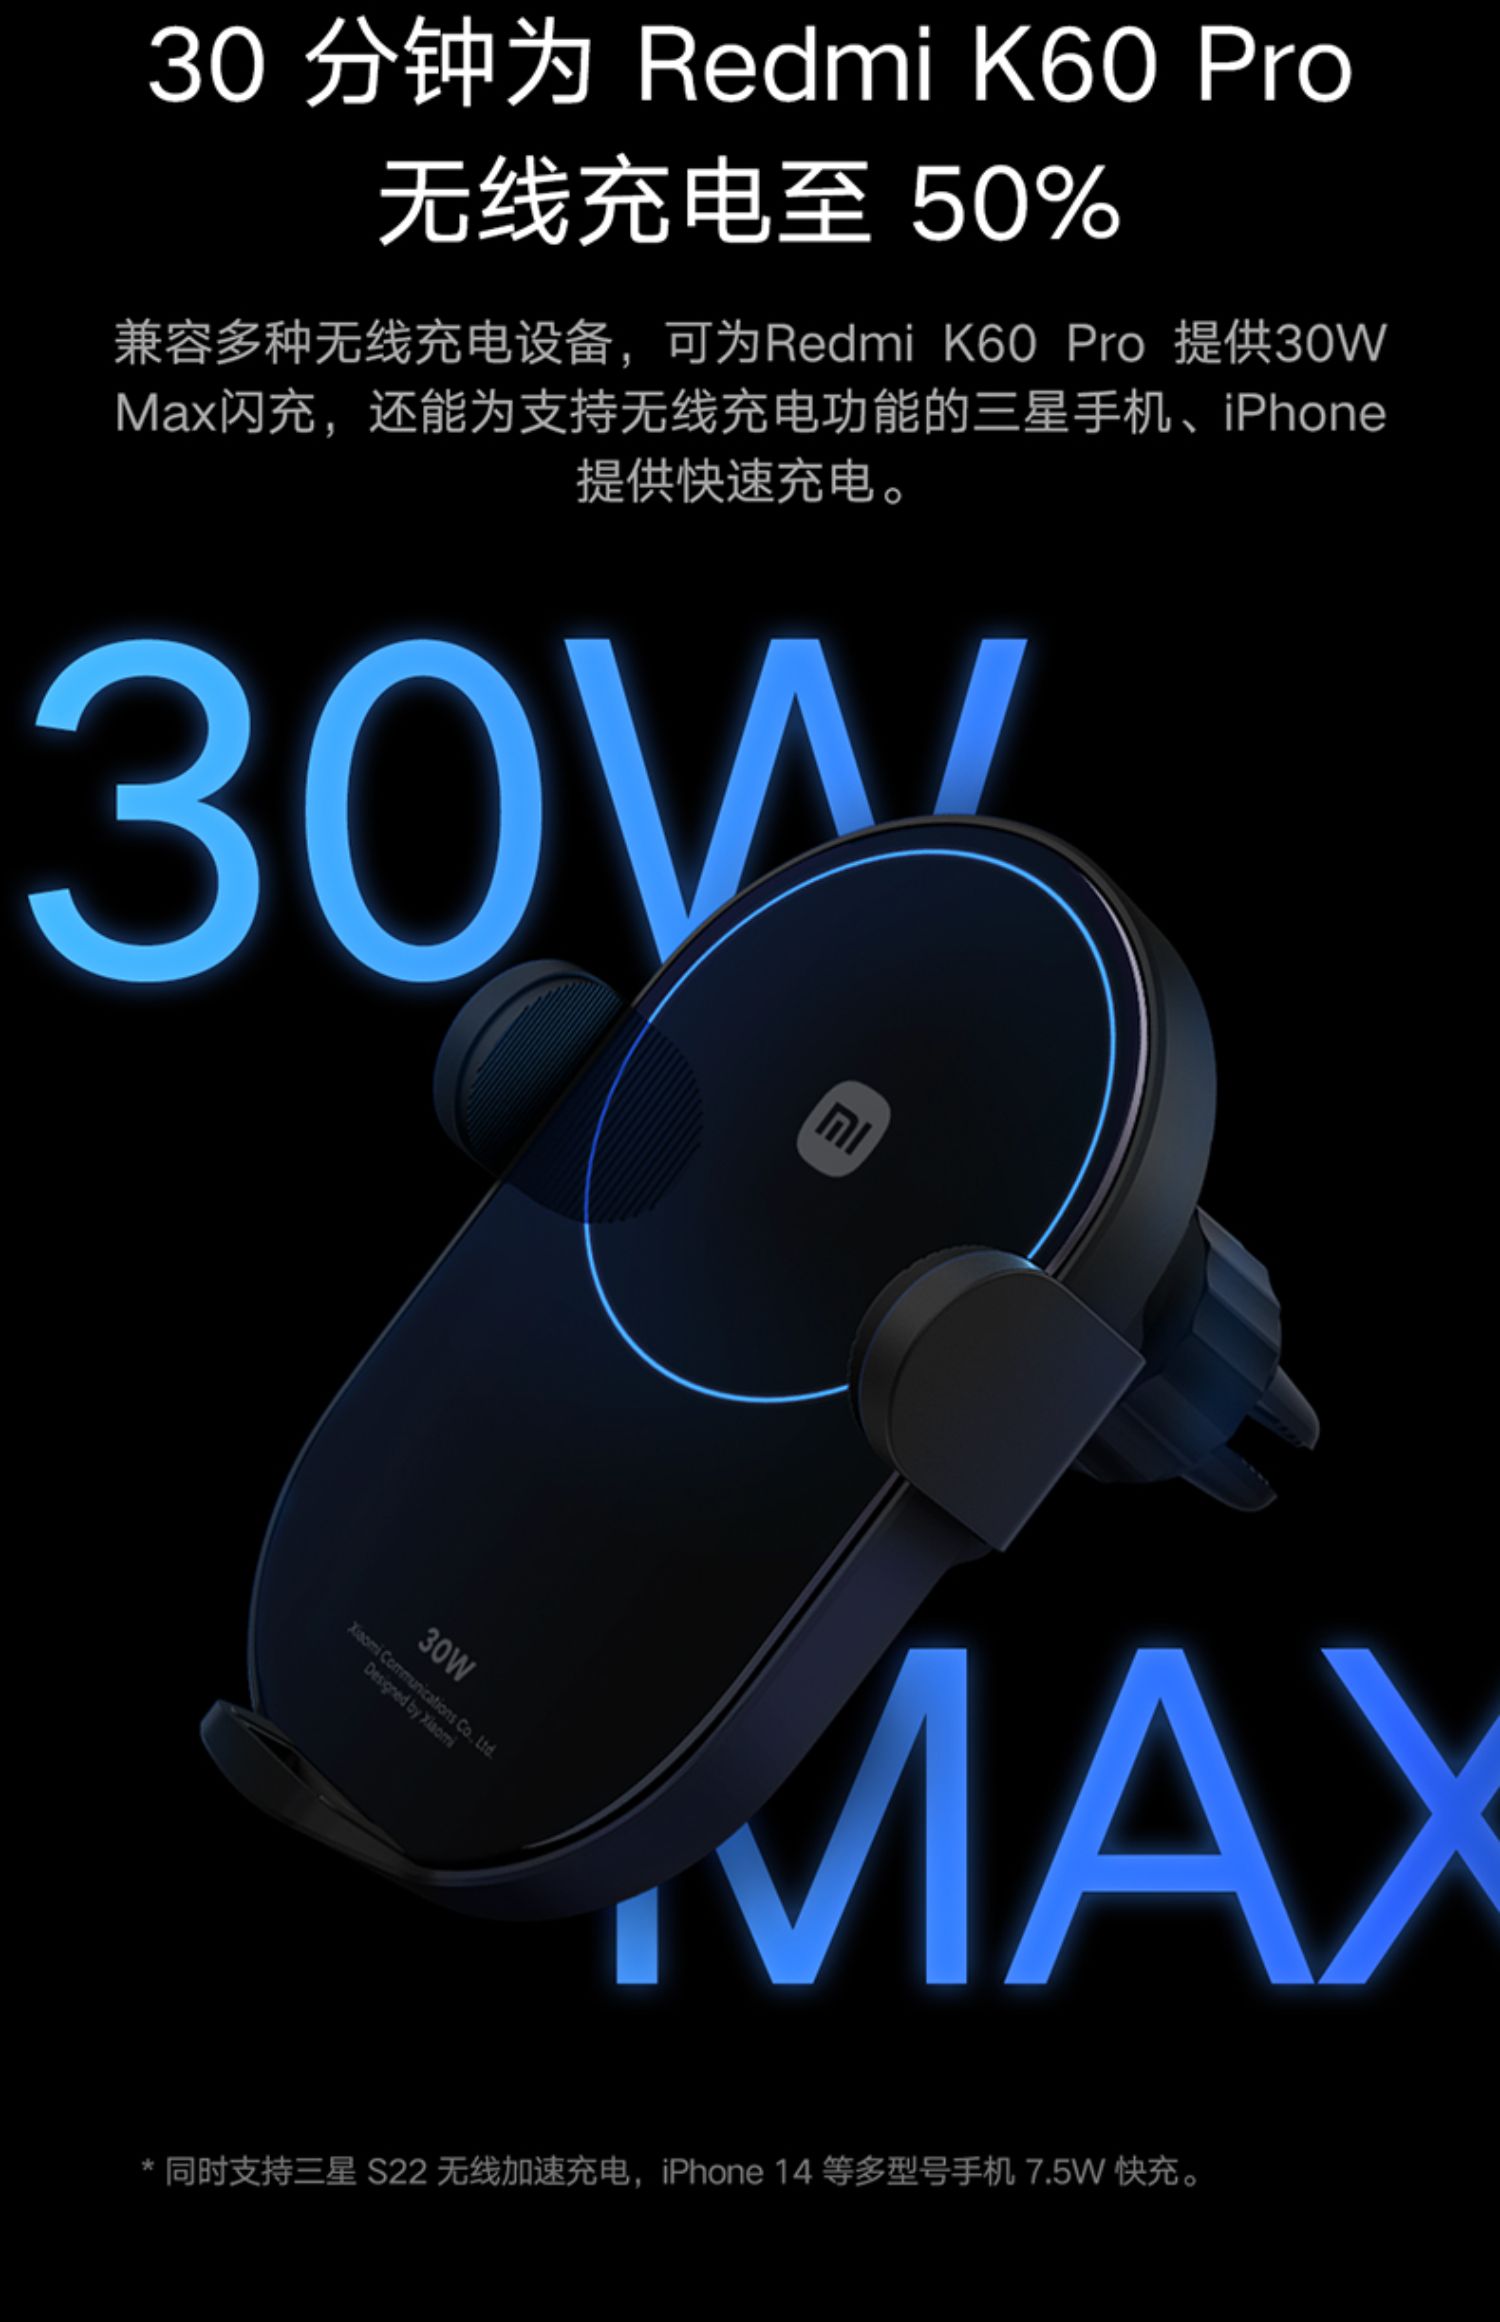 30 分钟为 Redmi K60 Pro
无线充电至 50%
兼容多种无线充电设备，可为Redmi K60 Pro 提供30W
Max闪充，还能为支持无线充电功能的三星手机、iPhone
提供快速充电。
30W
MI
30W
Xiaomi Communications Co., Ltd.
Designed by Xiaomi
MAX
* 同时支持三星 S22 无线加速充电，iPhone 14 等多型号手机 7.5W 快充。